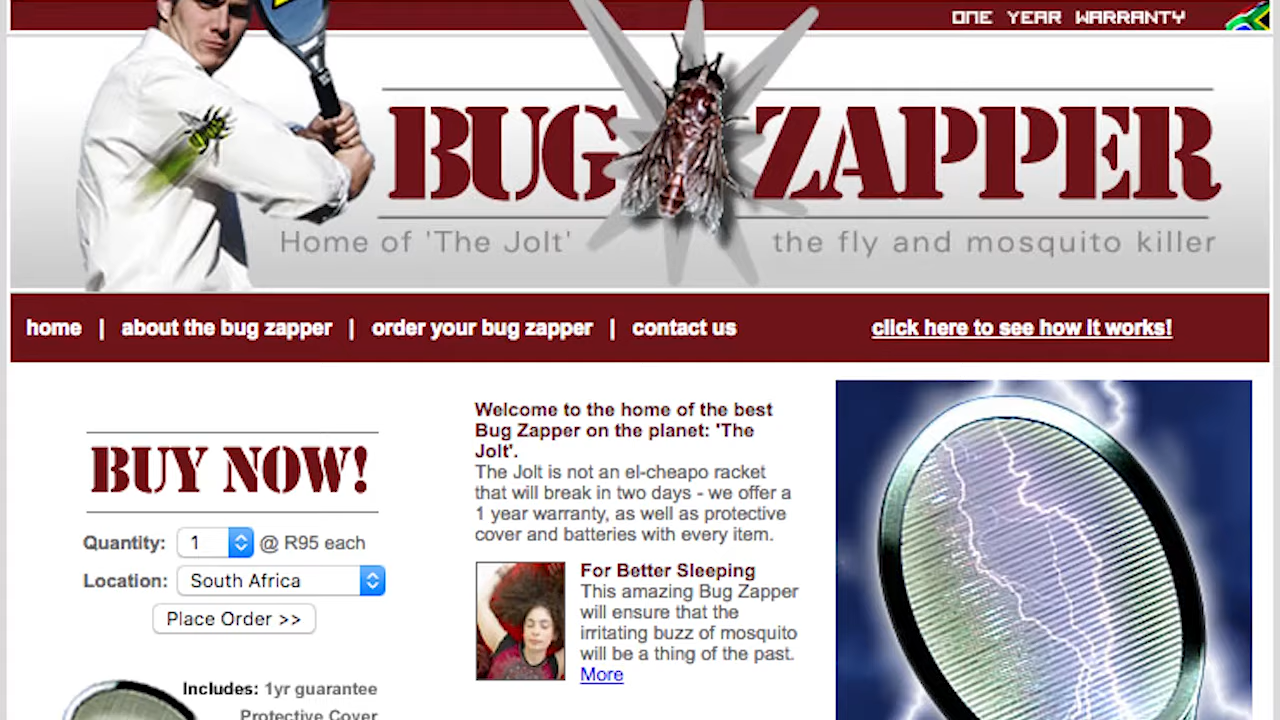 ONE YEAR WARRANTY
BUG ZAPPER
Home of 'The Jolt' the fly and mosquito killer
home | about the bug zapper | order your bug zapper | contact us click here to see how it works!
BUY NOW!
Quantity: 1 @ R95 each
Location: South Africa
Place Order >>
Includes: 1yr guarantee
Protective Cover
Welcome to the home of the best
Bug Zapper on the planet: 'The
Jolt'.
The Jolt is not an el-cheapo racket
that will break in two days - we offer a
1 year warranty, as well as protective
cover and batteries with every item.
For Better Sleeping
This amazing Bug Zapper
will ensure that the
irritating buzz of mosquito
will be a thing of the past.
More